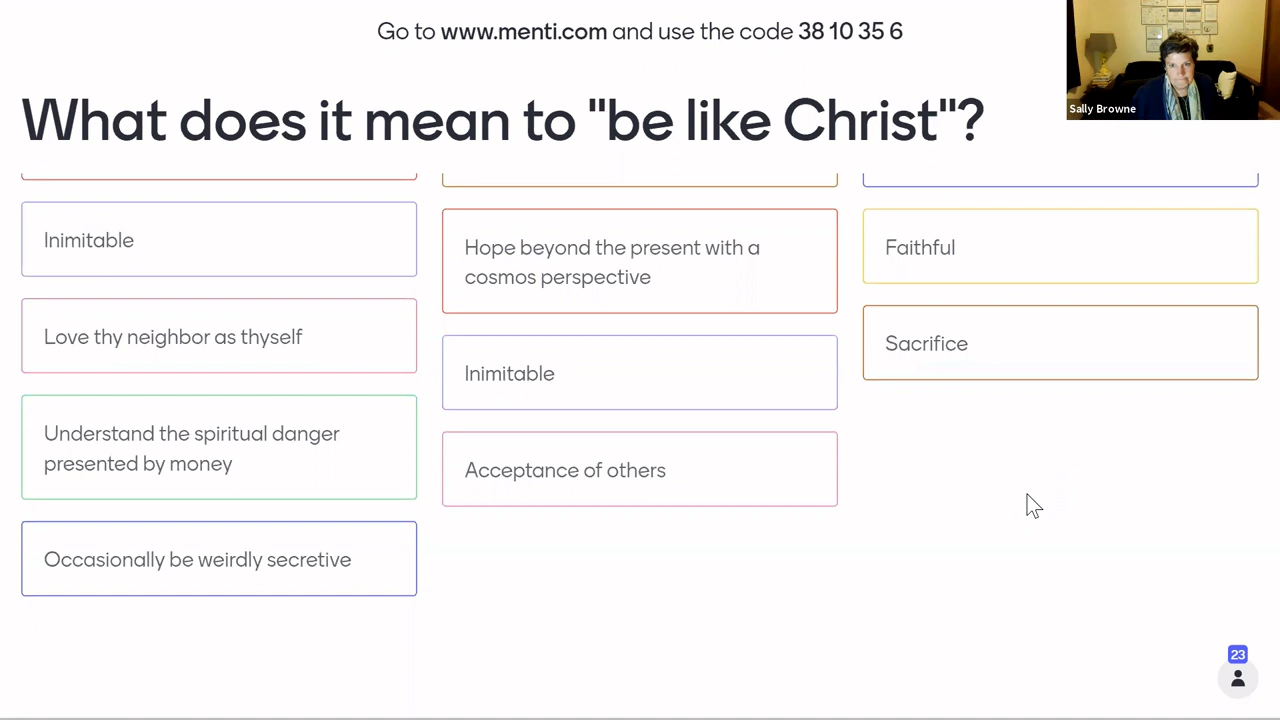 Go to www.menti.com and use the code 38 10 35 6
Sally Browne
What does it mean to "be like Christ"?
Inimitable
Love thy neighbor as thyself
Understand the spiritual danger
presented by money
Occasionally be weirdly secretive
Hope beyond the present with a
cosmos perspective
Inimitable
Acceptance of others
Faithful
Sacrifice
23